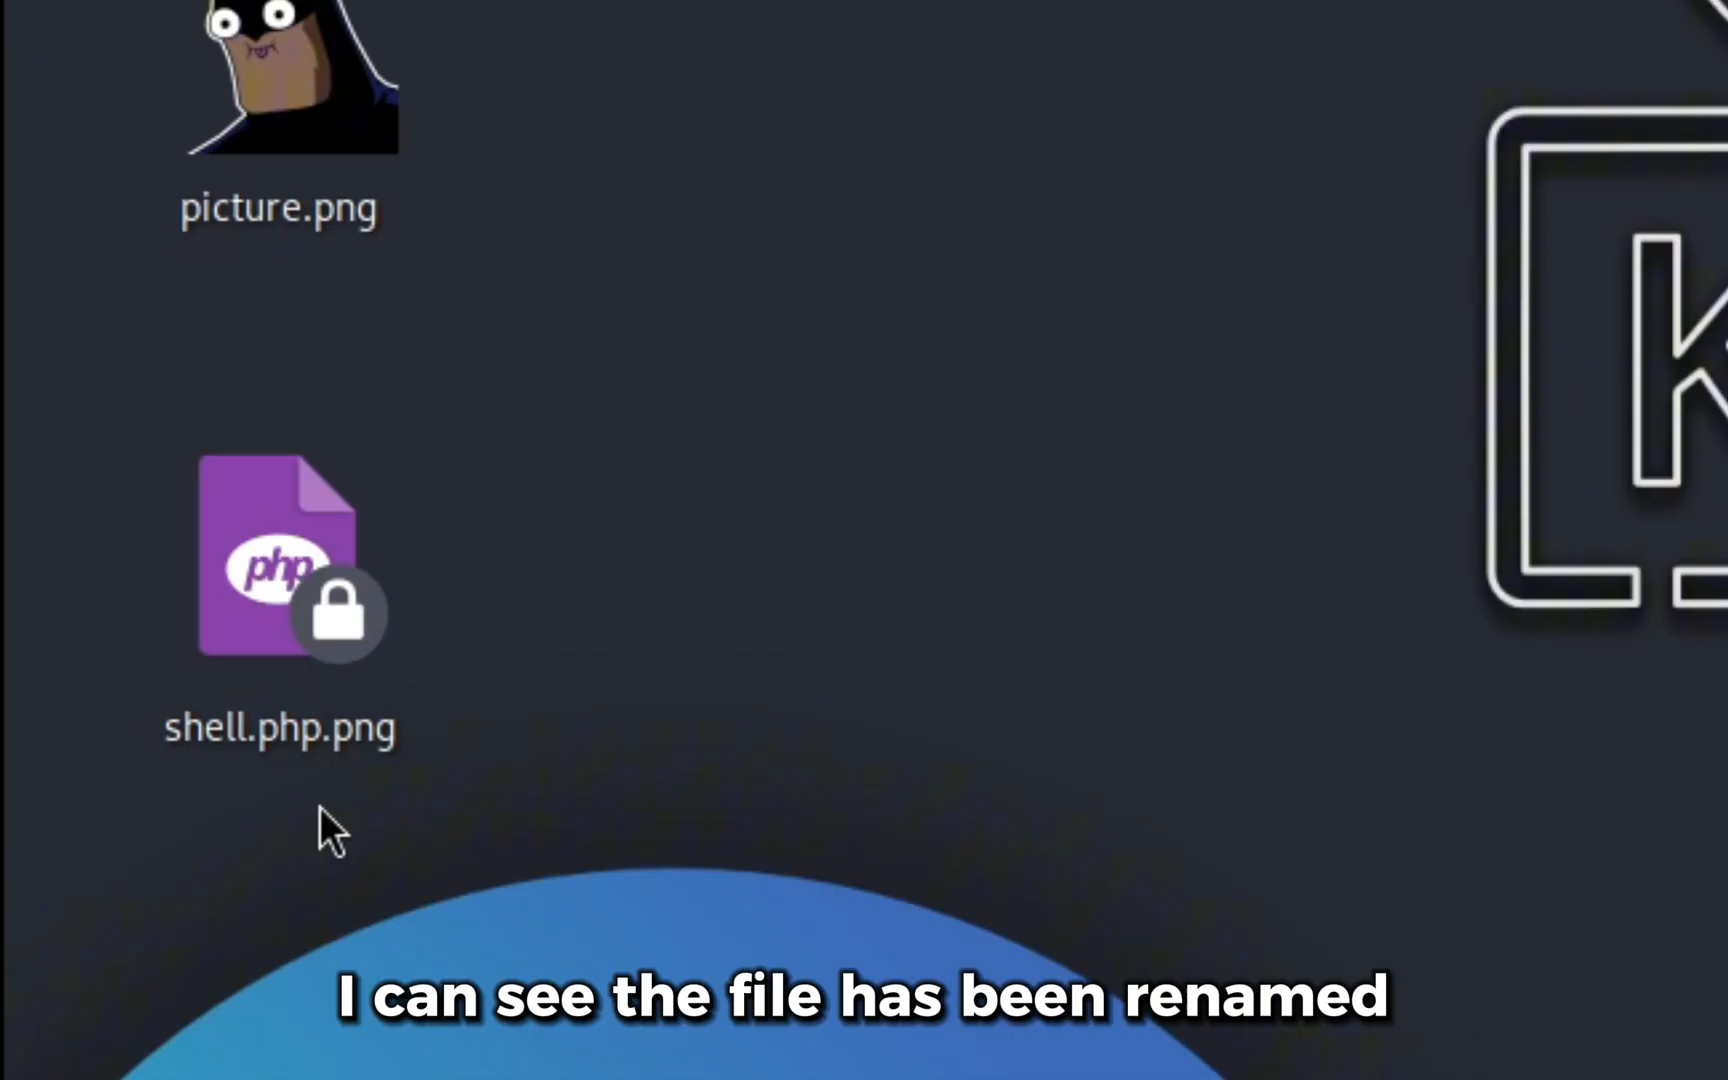 picture.png
K
php
shell.php.png
I can see the file has been renamed